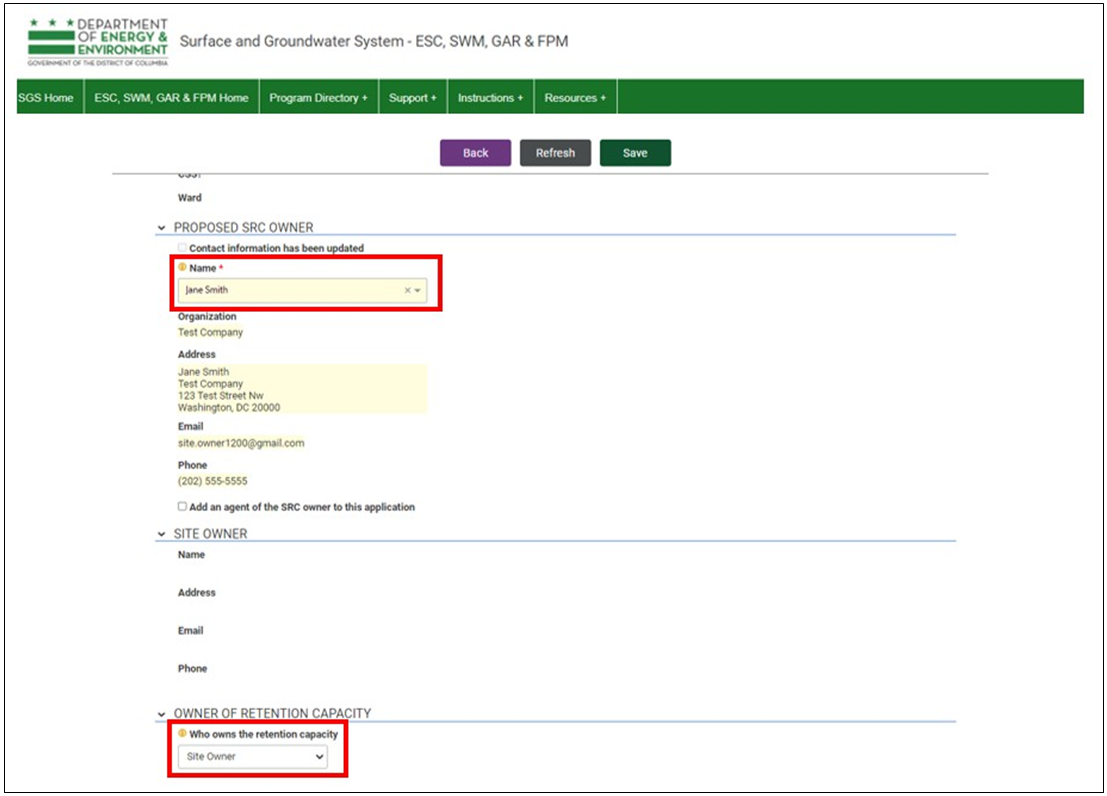 DEPARTMENT
OF ENERGY &
ENVIRONMENT
GOVERNMENT OF THE DISTRICT OF COLUMBIA
Surface and Groundwater System - ESC, SWM, GAR & FPM
SGS Home ESC, SWM, GAR & FPM Home Program Directory + Support + Instructions + Resources +
Back Refresh Save
Ward
PROPOSED SRC OWNER
Contact information has been updated
Name *
Jane Smith
Organization
Test Company
Address
Jane Smith
Test Company
123 Test Street Nw
Washington, DC 20000
Email
site.owner1200@gmail.com
Phone
(202) 555-5555
Add an agent of the SRC owner to this application
SITE OWNER
Name
Address
Email
Phone
OWNER OF RETENTION CAPACITY
Who owns the retention capacity
Site Owner